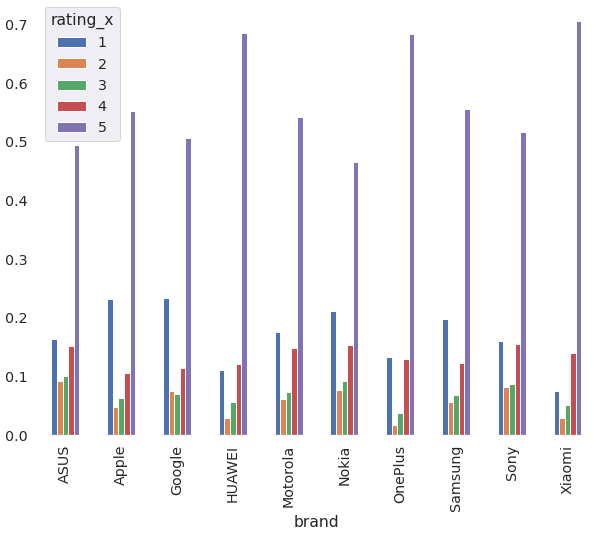 rating_x
1
2
3
4
5
0.7
0.6
0.5
0.4
0.3
0.2
0.1
0.0
ASUS
Apple
Google
HUAWEI
Motorola
Nokia
OnePlus
Samsung
Sony
Xiaomi
brand